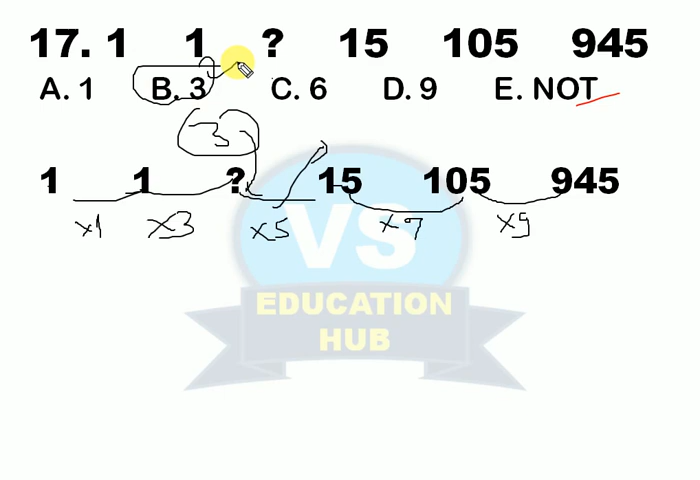 17. 1 1 ? 15 105 945
A. 1 B. 3 C. 6 D. 9 E. NOT
3
1 1 ? 15 105 945
x1 x3 x5 x7 x9
VS
EDUCATION
HUB